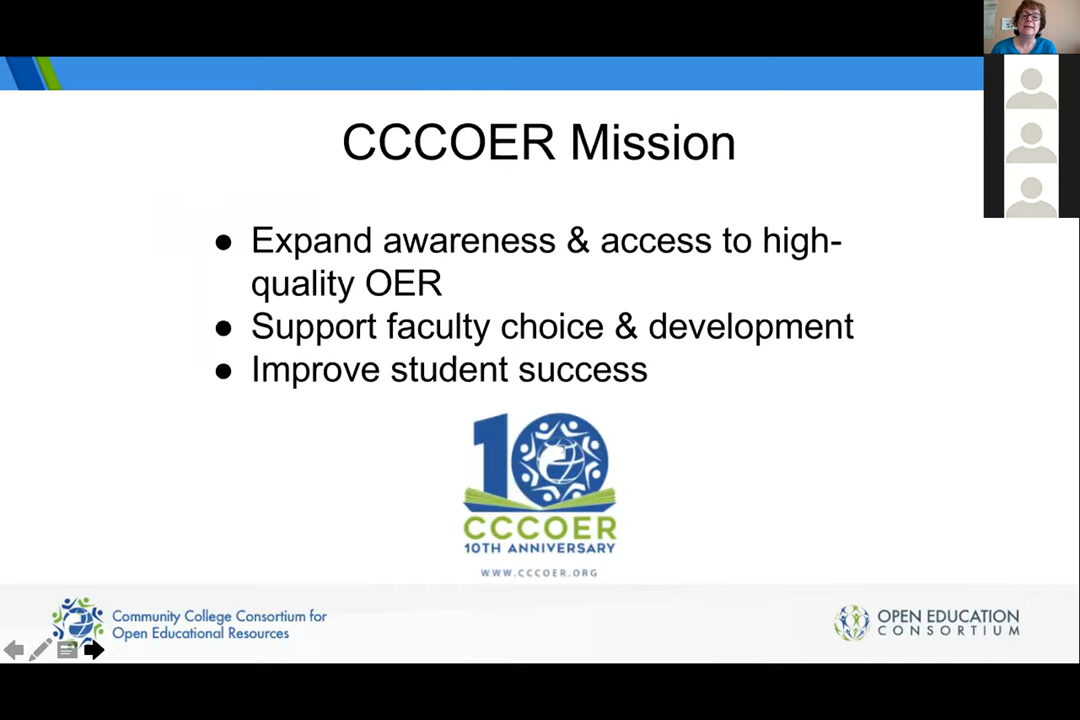 CCCOER Mission
● Expand awareness & access to high-
quality OER
● Support faculty choice & development
● Improve student success
10
CCCOER
10TH ANNIVERSARY
WWW.CCCOER.ORG
Community College Consortium for
Open Educational Resources
OPEN EDUCATION
CONSORTIUM